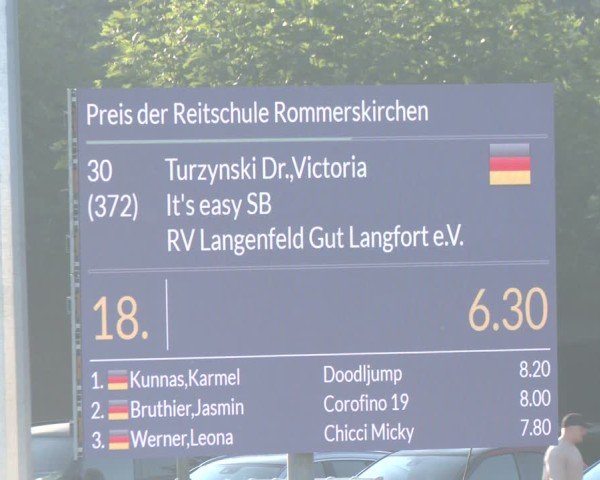 Preis der Reitschule Rommerskirchen
30 Turzynski Dr.,Victoria
(372) It's easy SB
RV Langenfeld Gut Langfort e.V.
18. 6.30
1. Kunnas,Karmel Doodljump 8.20
2. Bruthier,Jasmin Corofino 19 8.00
3. Werner,Leona Chicci Micky 7.80